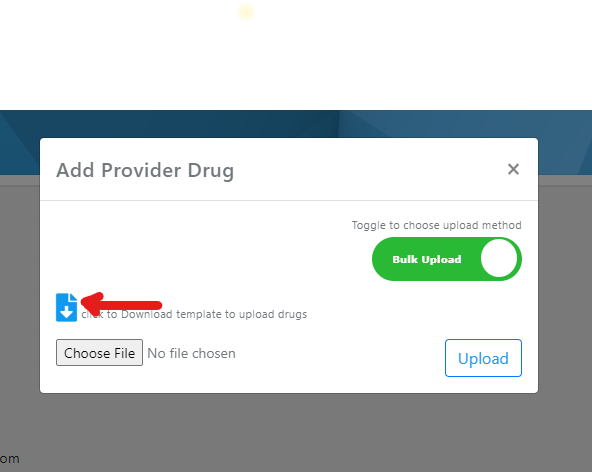 Add Provider Drug
×
Toggle to choose upload method
Bulk Upload
click to Download template to upload drugs
Choose File No file chosen
Upload
om